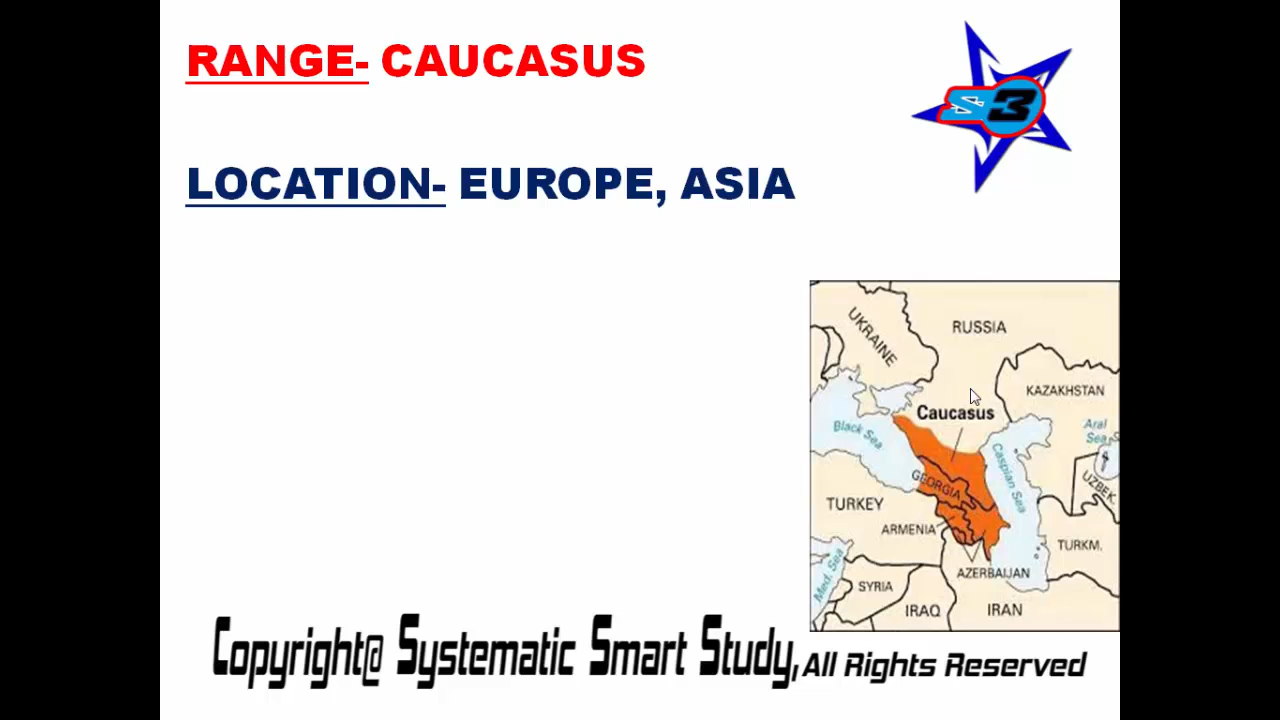 RANGE- CAUCASUS
S 3
LOCATION- EUROPE, ASIA
UKRAINE
RUSSIA
KAZAKHSTAN
Caucasus
Aral
Sea
Black Sea
Caspian Sea
GEORGIA
UZBEK.
TURKEY
ARMENIA
TURKM.
AZERBAIJAN
Med. Sea
SYRIA
IRAQ
IRAN
Copyright@ Systematic Smart Study, All Rights Reserved